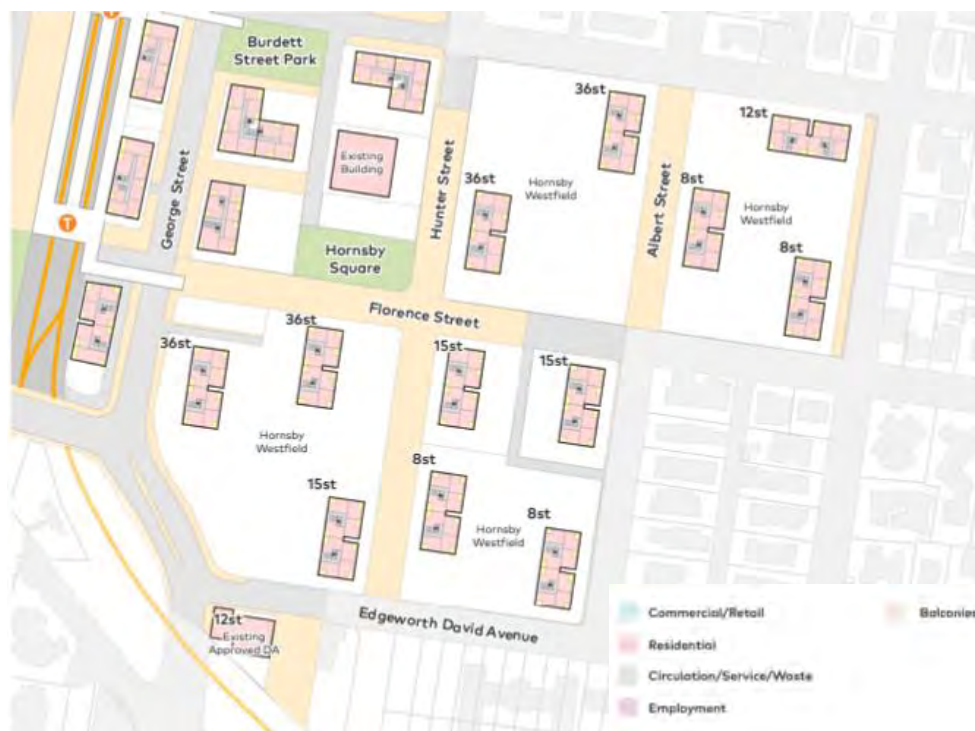 T
Burdett
Street Park
36st
12st
Existing
Building
George Street
Hunter Street
36st
Hornsby
Westfield
Albert Street
8st
Hornsby
Westfield
T
Hornsby
Square
8st
Florence Street
36st
36st
15st
15st
Hornsby
Westfield
8st
15st
Hornsby
Westfield
8st
12st
Existing
Approved DA
Edgeworth David Avenue
Commercial/Retail
Balconies
Residential
Circulation/Service/Waste
Employment